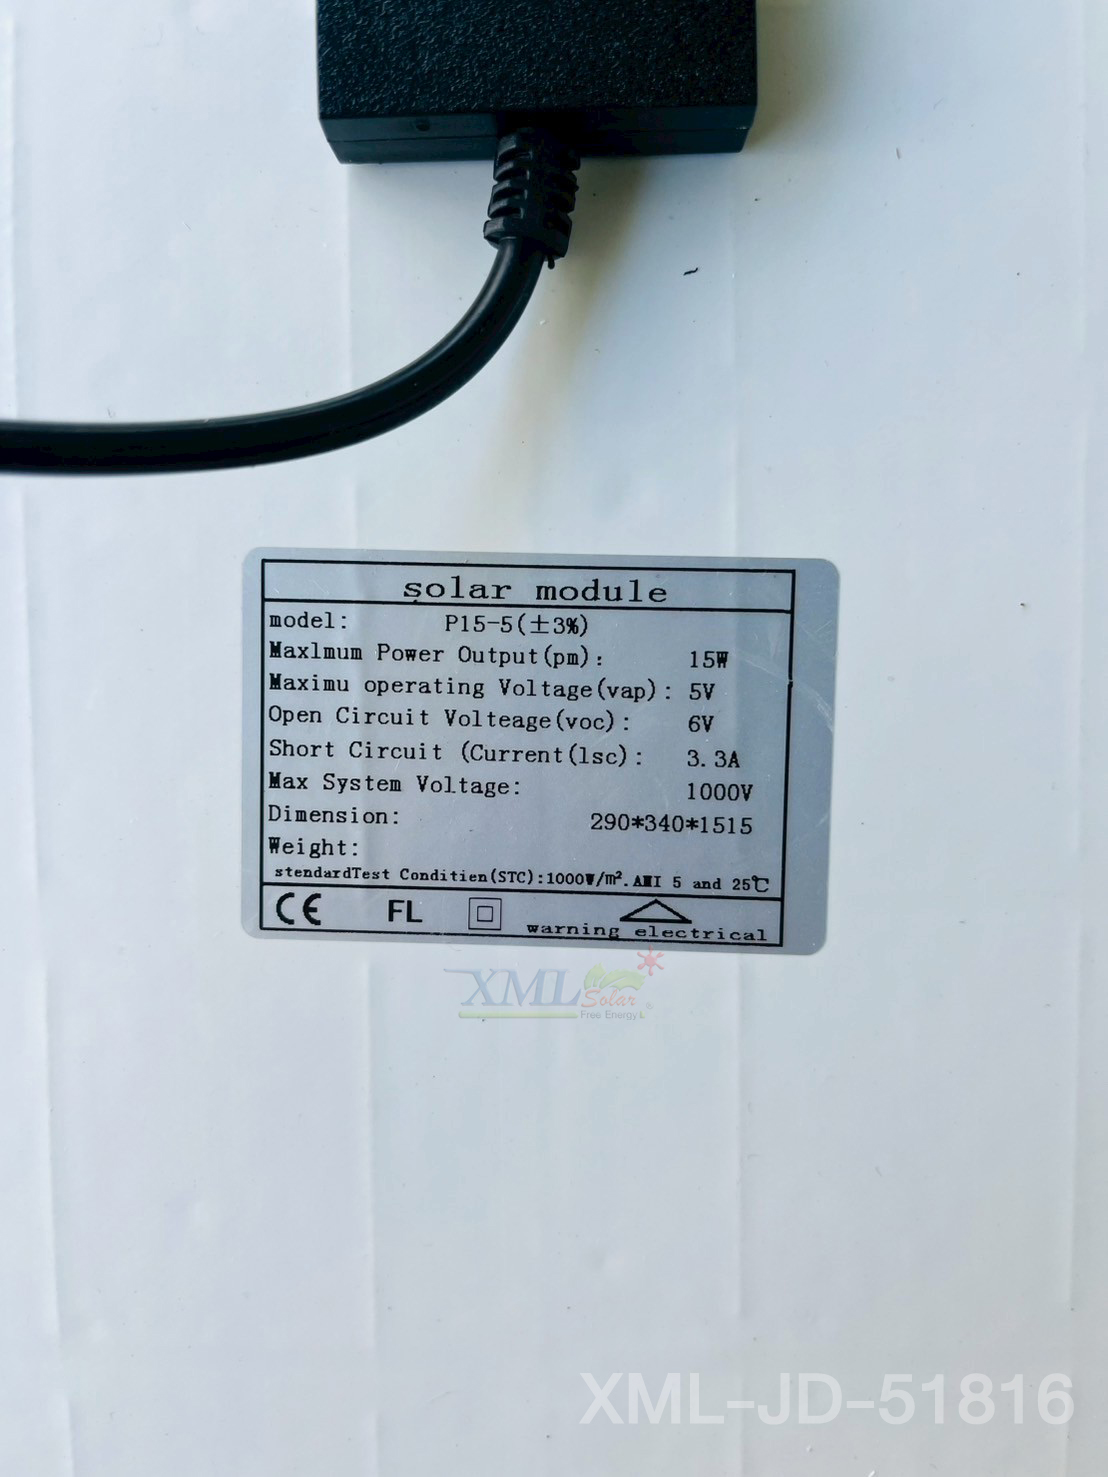 solar module
model: P15-5(±3%)
Maxlmum Power Output(pm): 15W
Maximu operating Voltage(vap): 5V
Open Circuit Volteage(voc): 6V
Short Circuit (Current(lsc): 3.3A
Max System Voltage: 1000V
Dimension: 290*340*1515
Weight:
stendardTest Conditien(STC):1000W/m².AMI 5 and 25℃
CE FL warning electrical
XML Solar
Free Energy
XML-JD-51816